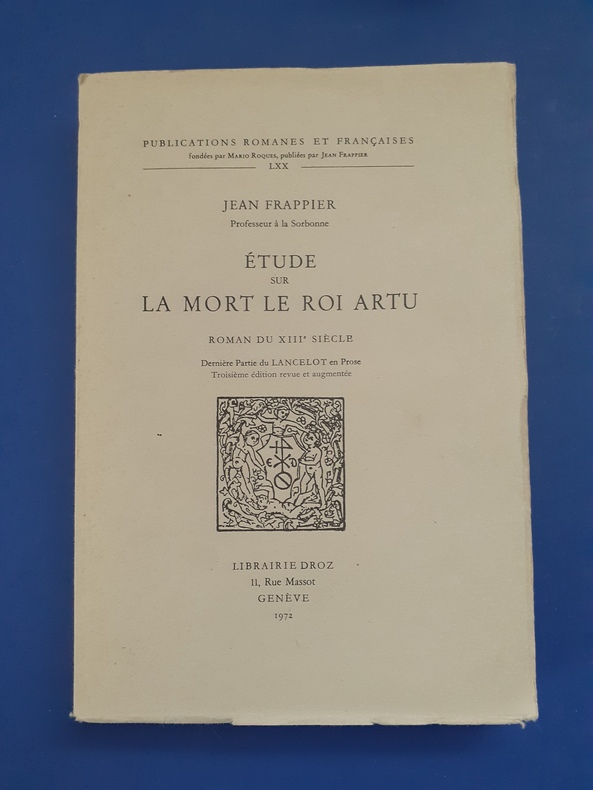 PUBLICATIONS ROMANES ET FRANÇAISES
fondées par MARIO ROQUES, publiées par JEAN FRAPPIER
LXX
JEAN FRAPPIER
Professeur à la Sorbonne
ÉTUDE
SUR
LA MORT LE ROI ARTU
ROMAN DU XIIIe SIÈCLE
Dernière Partie du LANCELOT en Prose
Troisième édition revue et augmentée
E D
LIBRAIRIE DROZ
11, Rue Massot
GENÈVE
1972